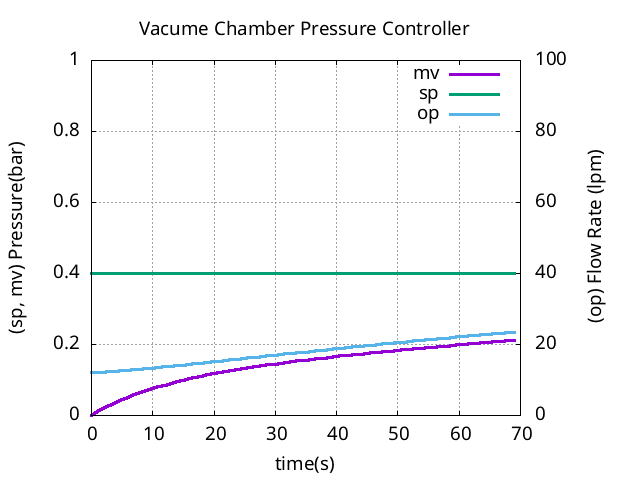 Vacume Chamber Pressure Controller
1
0.8
0.6
0.4
0.2
0
100
80
60
40
20
0
0 10 20 30 40 50 60 70
mv
sp
op
(sp, mv) Pressure(bar)
(op) Flow Rate (lpm)
time(s)